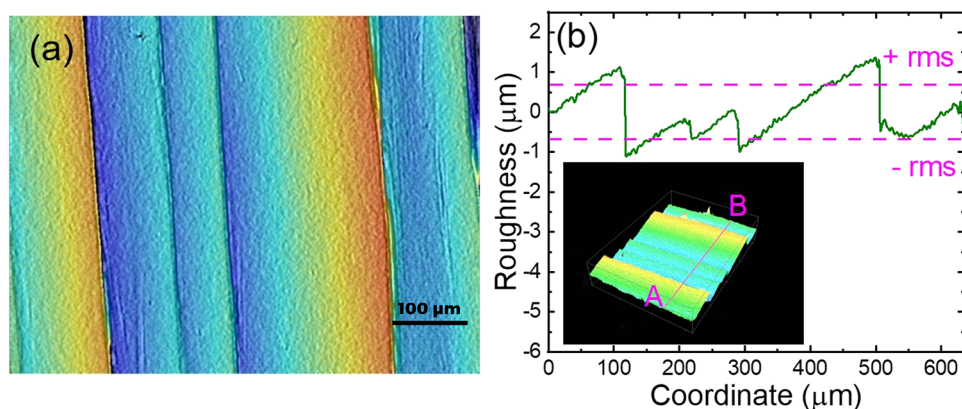 (a)
100 µm
(b)
+ rms
- rms
B
A
Roughness (µm)
2
1
0
-1
-2
-3
-4
-5
-6
0 100 200 300 400 500 600
Coordinate (µm)